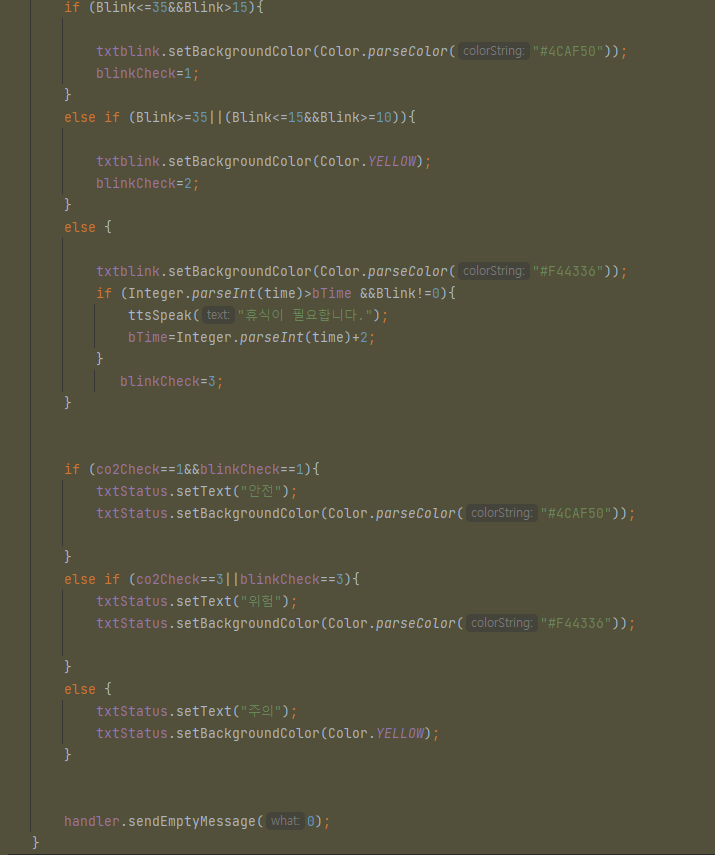 if (Blink<=35&&Blink>15){
txtblink.setBackgroundColor(Color.parseColor( colorString: "#4CAF50"));
blinkCheck=1;
}
else if (Blink>=35||(Blink<=15&&Blink>=10)){
txtblink.setBackgroundColor(Color.YELLOW);
blinkCheck=2;
}
else {
txtblink.setBackgroundColor(Color.parseColor( colorString: "#F44336"));
if (Integer.parseInt(time)>bTime &&Blink!=0){
ttsSpeak( text: "휴식이 필요합니다.");
bTime=Integer.parseInt(time)+2;
}
blinkCheck=3;
}
if (co2Check==1&&blinkCheck==1){
txtStatus.setText("안전");
txtStatus.setBackgroundColor(Color.parseColor( colorString: "#4CAF50"));
}
else if (co2Check==3||blinkCheck==3){
txtStatus.setText("위험");
txtStatus.setBackgroundColor(Color.parseColor( colorString: "#F44336"));
}
else {
txtStatus.setText("주의");
txtStatus.setBackgroundColor(Color.YELLOW);
}
handler.sendEmptyMessage( what: 0);
}